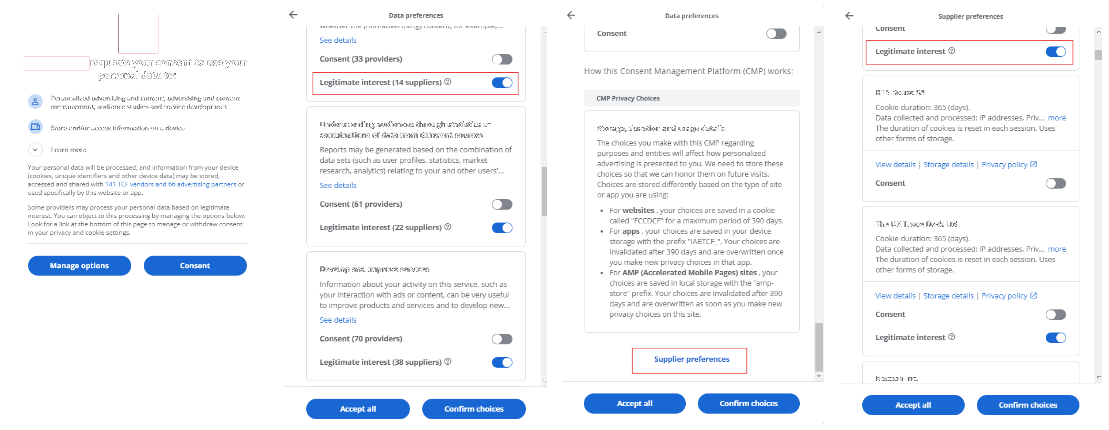 requests your consent to use your
personal data to:
Personalized advertising and content, advertising and content
measurement, audience studies and service development
Store and/or access information on a device
Learn more
Your personal data will be processed, and information from your device
(cookies, unique identifiers and other device data) may be stored,
accessed and shared with 141 TCF vendors and 66 advertising partners or
used specifically by this website or app.
Some providers may process your personal data based on legitimate
interest. You can object to this processing by managing the options below.
Look for a link at the bottom of this page to manage or withdraw consent
in your privacy and cookie settings.
Manage options
Consent
Data preferences
See details
Consent (33 providers)
Legitimate interest (14 suppliers)
Understanding audiences through statistics or
combinations of data from different sources
Reports may be generated based on the combination of
data sets (such as user profiles, statistics, market
research, analytics) relating to your and other users'...
See details
Consent (61 providers)
Legitimate interest (22 suppliers)
Develop and improve services
Information about your activity on this service, such as
your interaction with ads or content, can be very useful
to improve products and services and to develop new...
See details
Consent (70 providers)
Legitimate interest (38 suppliers)
Accept all
Confirm choices
Data preferences
Consent
How this Consent Management Platform (CMP) works:
CMP Privacy Choices
Storage, duration and usage details
The choices you make with this CMP regarding
purposes and entities will affect how personalized
advertising is presented to you. We need to store these
choices so that we can honor them on future visits.
Choices are stored differently based on the type of site
or app you are using:
• For websites , your choices are saved in a cookie
called "FCCDCF" for a maximum period of 390 days.
• For apps , your choices are saved in your device
storage with the prefix "IABTCF_". Your choices are
invalidated after 390 days and are overwritten once
you make new privacy choices in that app.
• For AMP (Accelerated Mobile Pages) sites , your
choices are saved in local storage with the "amp-
store" prefix. Your choices are invalidated after 390
days and are overwritten as soon as you make new
privacy choices on this site.
Supplier preferences
Accept all
Confirm choices
Supplier preferences
Consent
Legitimate interest
Cookie duration: 365 (days).
Data collected and processed: IP addresses, Priv... more
The duration of cookies is reset in each session. Uses
other forms of storage.
View details | Storage details | Privacy policy
Consent
Cookie duration: 365 (days).
Data collected and processed: IP addresses, Priv... more
The duration of cookies is reset in each session. Uses
other forms of storage.
View details | Storage details | Privacy policy
Consent
Legitimate interest
Accept all
Confirm choices